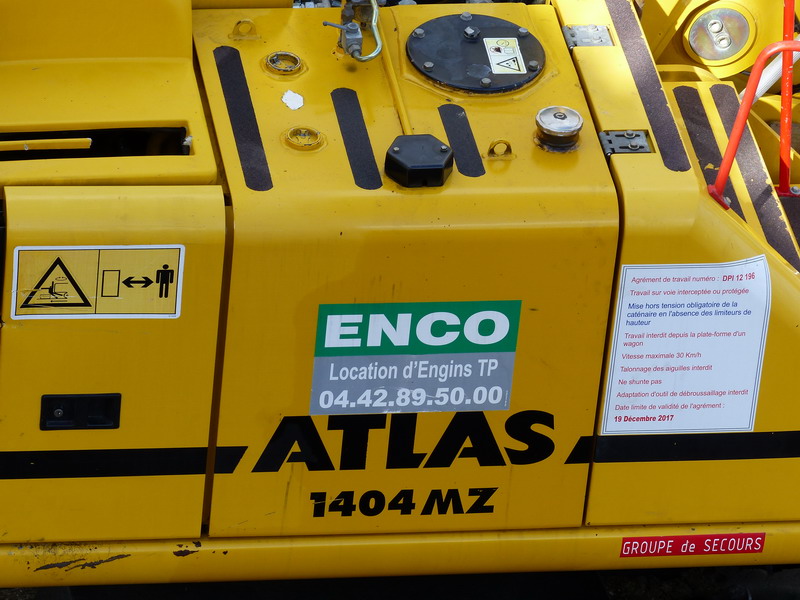 ENCO
Location d'Engins TP
04.42.89.50.00
ATLAS
1404 MZ
Agrément de travail numéro : DPI 12 196
Travail sur voie interceptée ou protégée
Mise hors tension obligatoire de la
caténaire en l'absence des limiteurs de
hauteur
Travail interdit depuis la plate-forme d'un
wagon
Vitesse maximale 30 Km/h
Talonnage des aiguilles interdit
Ne shunte pas
Adaptation d'outil de débroussaillage interdit
Date limite de validité de l'agrément :
19 Décembre 2017
GROUPE de SECOURS